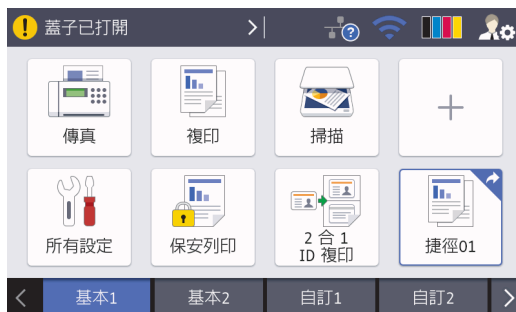 蓋子已打開
傳真
複印
掃描
所有設定
保安列印
2 合 1
ID 複印
捷徑01
基本1
基本2
自訂1
自訂2